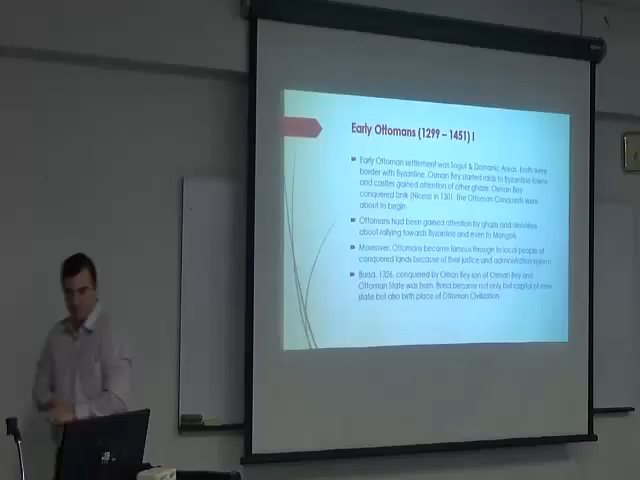 Early Ottomans (1299 – 1451) I
Early Ottoman settlement was Sogut & Domanic Areas, both were
border with Byzantine. Osman Bey started raids to Byzantine towns
and castles gained attention of other ghazis. Osman Bey
conquered Iznik (Nicea) in 1301. The Ottoman Conquests were
about to begin
Ottomans had been gained attention by ghazis and dervishes
about rallying towards Byzantine and even to Mongols.
Moreover, Ottomans became famous through to local people of
conquered lands because of their justice and administration system
Bursa, 1326, conquered by Orhan Bey son of Osman Bey and
Ottoman State was born. Bursa became not only but capital of new
state but also birth place of Ottoman Civilization.